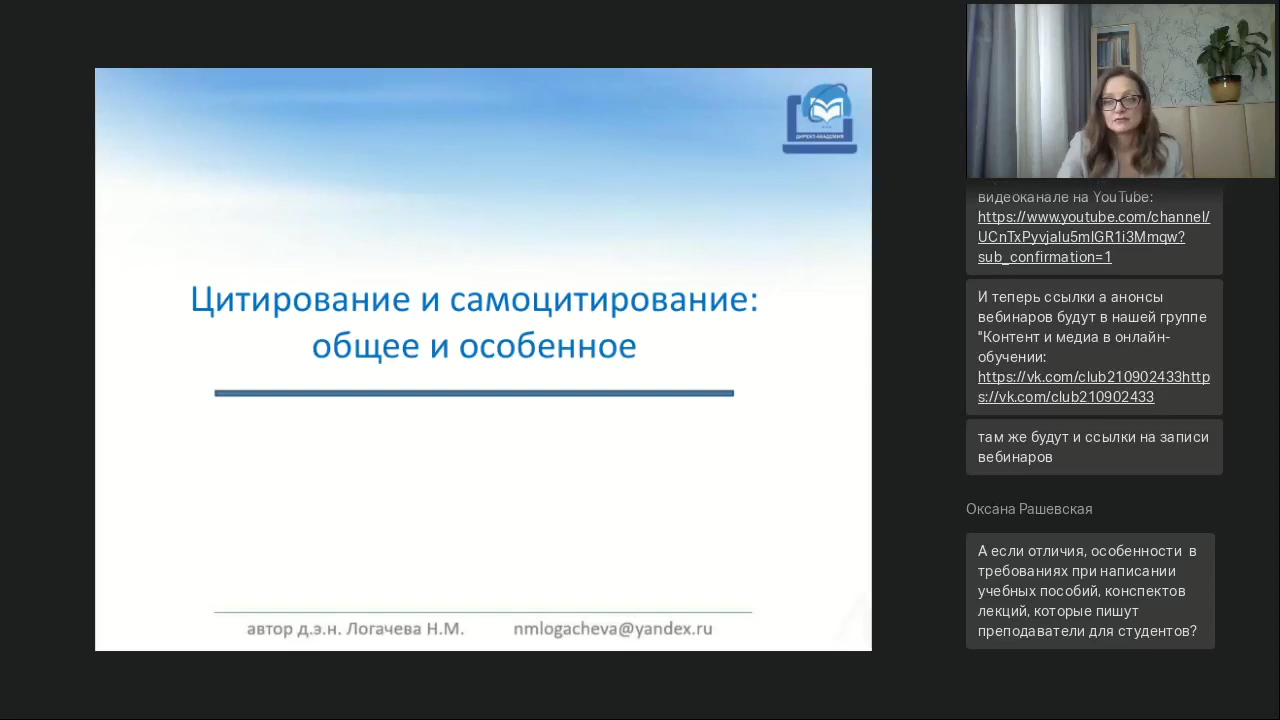 ДИРЕКТ-АКАДЕМИЯ
Цитирование и самоцитирование:
общее и особенное
автор д.э.н. Логачева Н.М. nmlogacheva@yandex.ru
видеоканале на YouTube:
https://www.youtube.com/channel/
UCnTxPyvjalu5mlGR1i3Mmqw?
sub_confirmation=1
И теперь ссылки а анонсы
вебинаров будут в нашей группе
"Контент и медиа в онлайн-
обучении:
https://vk.com/club210902433http
s://vk.com/club210902433
там же будут и ссылки на записи
вебинаров
Оксана Рашевская
А если отличия, особенности в
требованиях при написании
учебных пособий, конспектов
лекций, которые пишут
преподаватели для студентов?